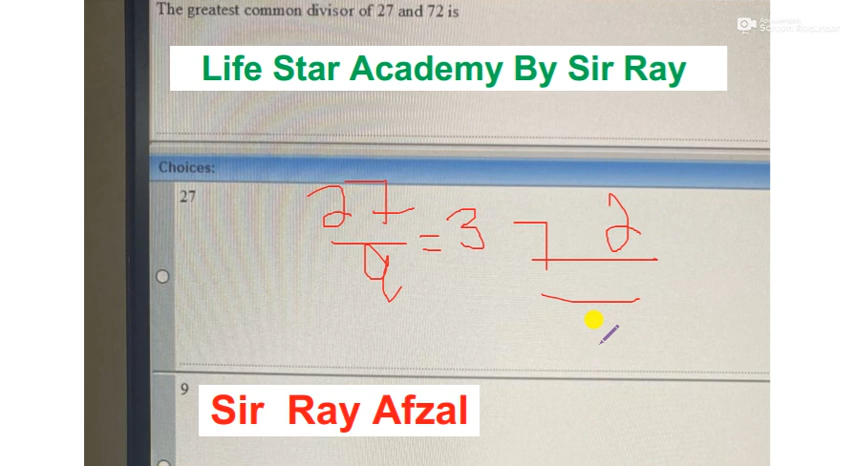 The greatest common divisor of 27 and 72 is
Life Star Academy By Sir Ray
Choices:
27
27
9
= 3
72
9
Sir Ray Afzal